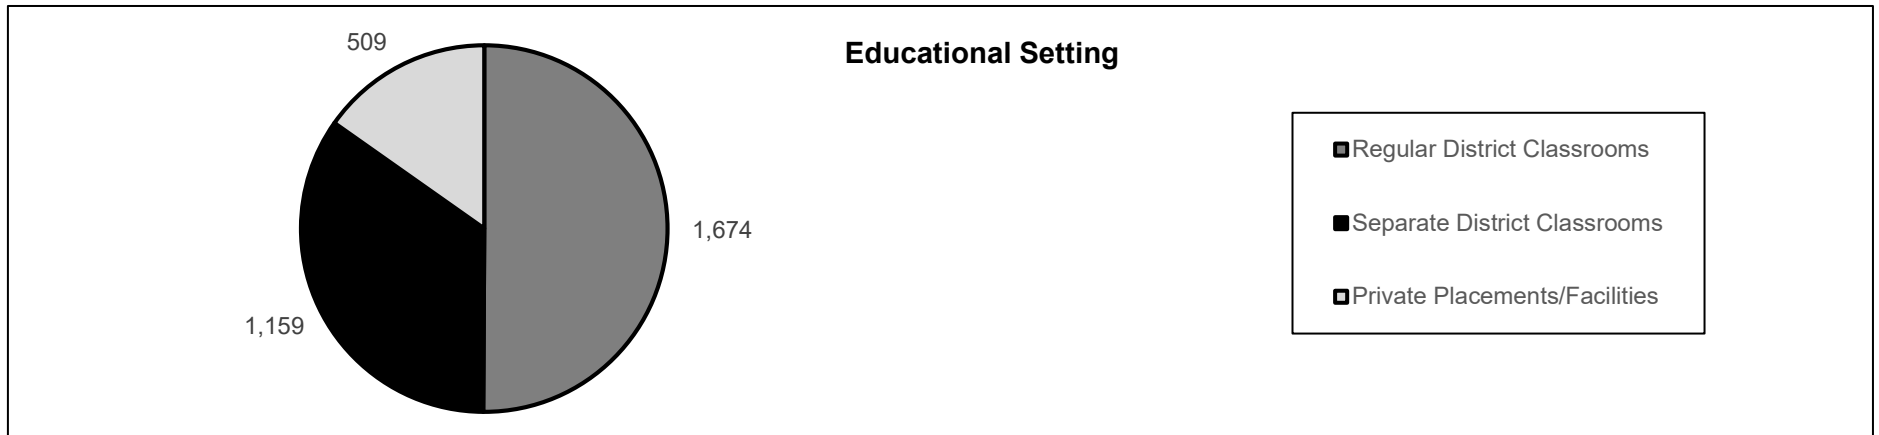 Educational Setting
509
1,674
1,159
Regular District Classrooms
Separate District Classrooms
Private Placements/Facilities